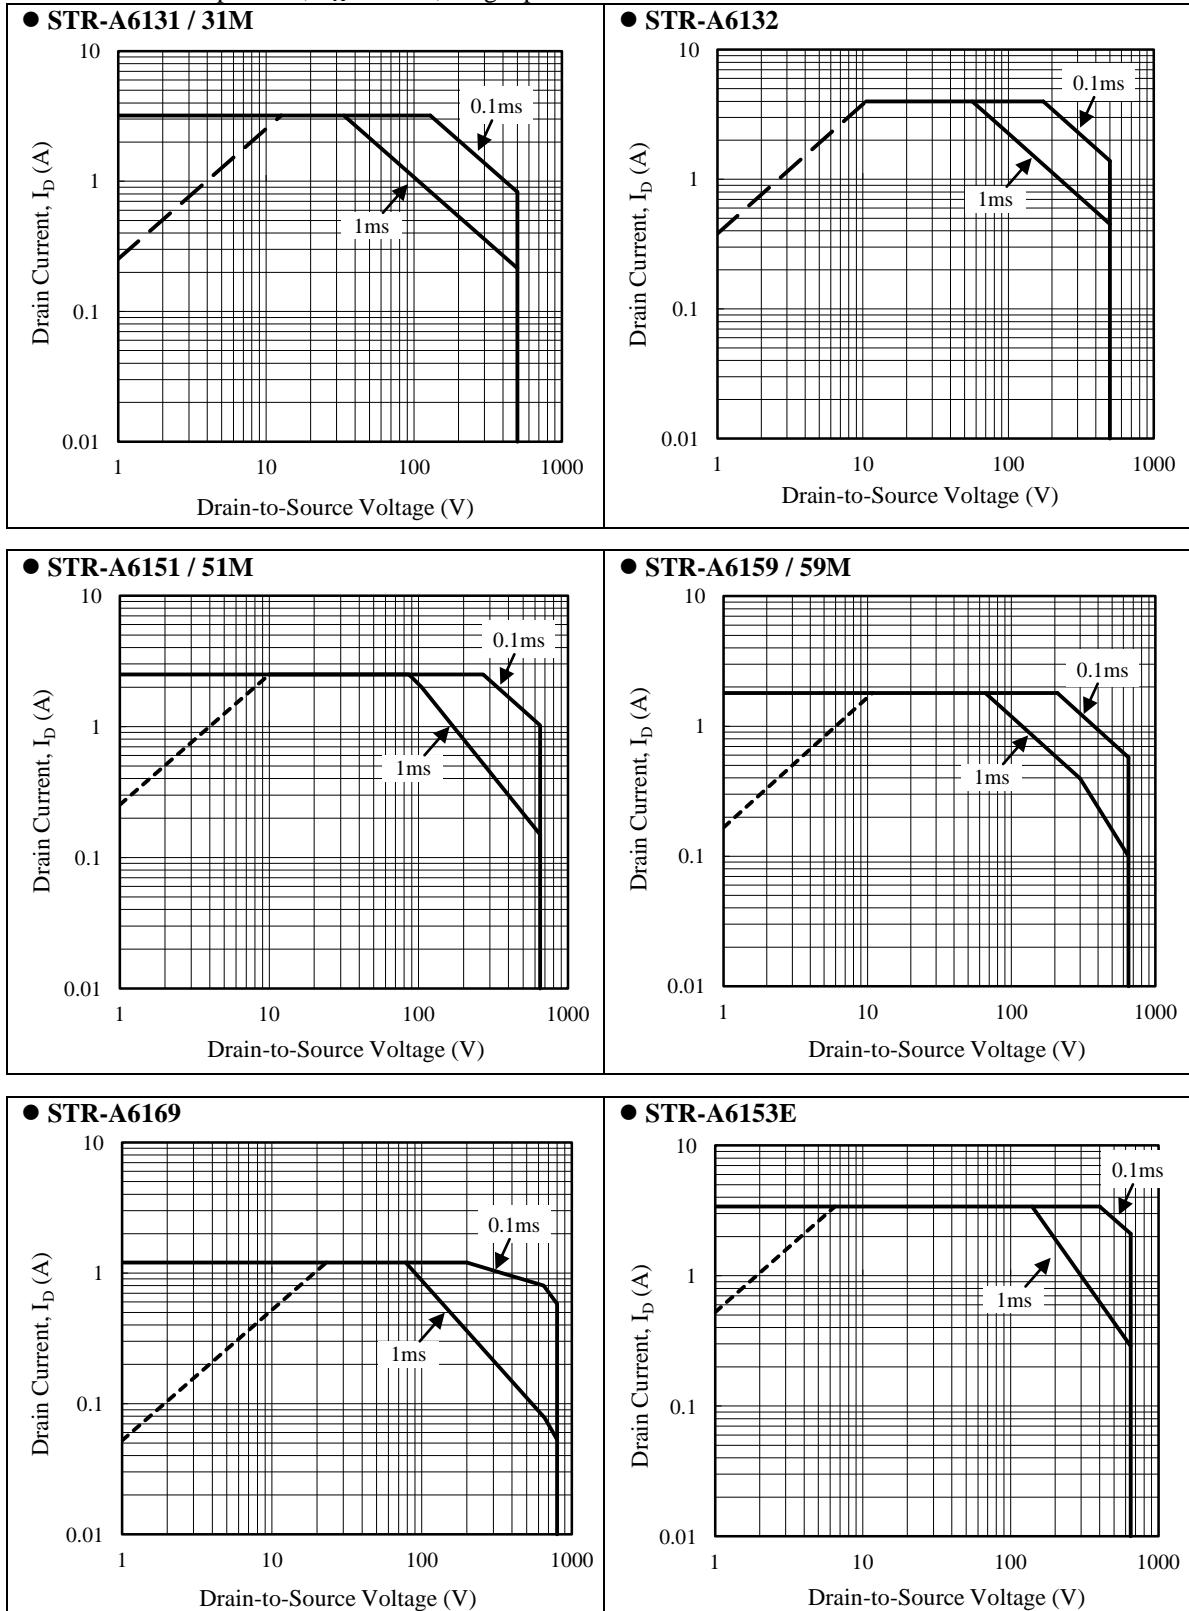 ● STR-A6131 / 31M
10
1
0.1
0.01
Drain Current, I_D (A)
0.1ms
1ms
1 10 100 1000
Drain-to-Source Voltage (V)
● STR-A6132
10
1
0.1
0.01
Drain Current, I_D (A)
0.1ms
1ms
1 10 100 1000
Drain-to-Source Voltage (V)
● STR-A6151 / 51M
10
1
0.1
0.01
Drain Current, I_D (A)
0.1ms
1ms
1 10 100 1000
Drain-to-Source Voltage (V)
● STR-A6159 / 59M
10
1
0.1
0.01
Drain Current, I_D (A)
0.1ms
1ms
1 10 100 1000
Drain-to-Source Voltage (V)
● STR-A6169
10
1
0.1
0.01
Drain Current, I_D (A)
0.1ms
1ms
1 10 100 1000
Drain-to-Source Voltage (V)
● STR-A6153E
10
1
0.1
0.01
Drain Current, I_D (A)
0.1ms
1ms
1 10 100 1000
Drain-to-Source Voltage (V)